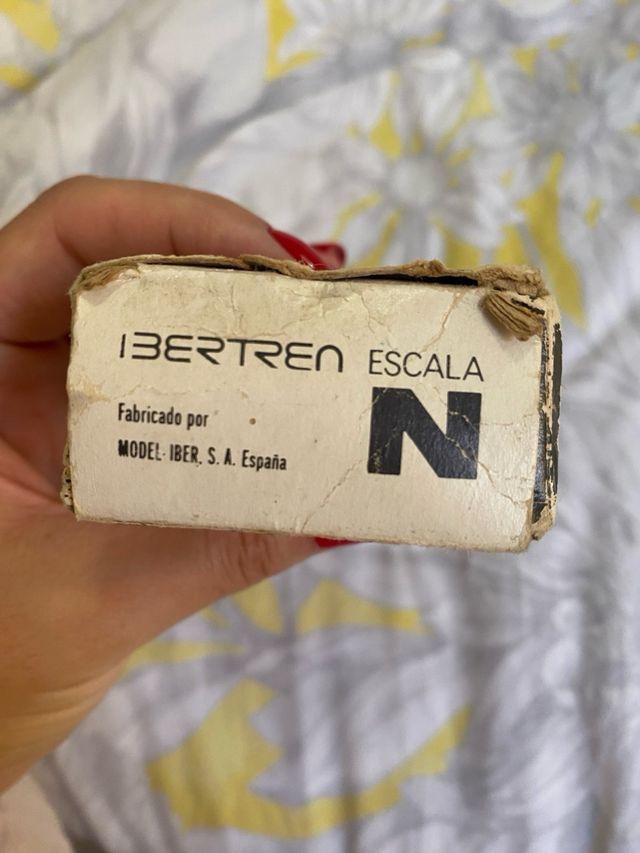 IBERTREN ESCALA
N
Fabricado por
MODEL-IBER, S. A. España